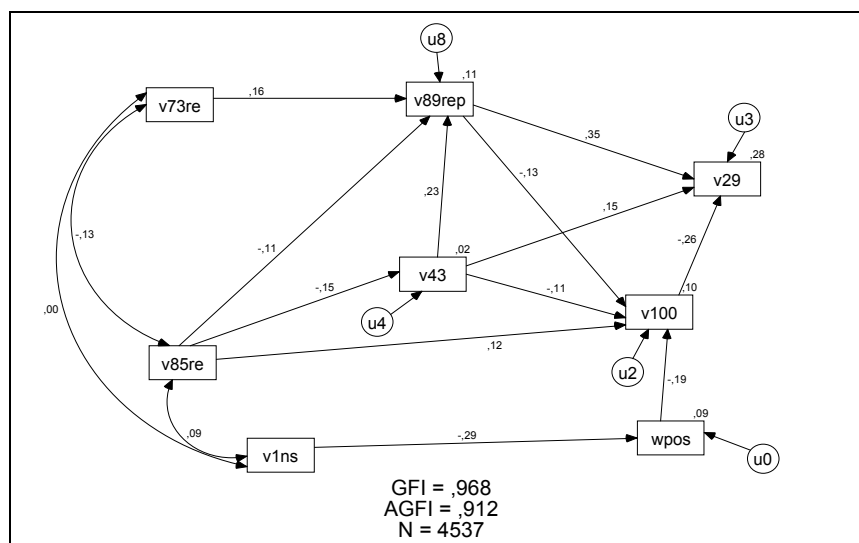 u8
,11
v73re
,16
v89rep
u3
,35
,28
v29
-,13
,23
,15
-,13
-,11
,02
-,26
v43
-,15
-,11
,10
v100
,00
u4
v85re
,12
u2
-,19
,09
,09
v1ns
-,29
wpos
u0
GFI = ,968
AGFI = ,912
N = 4537